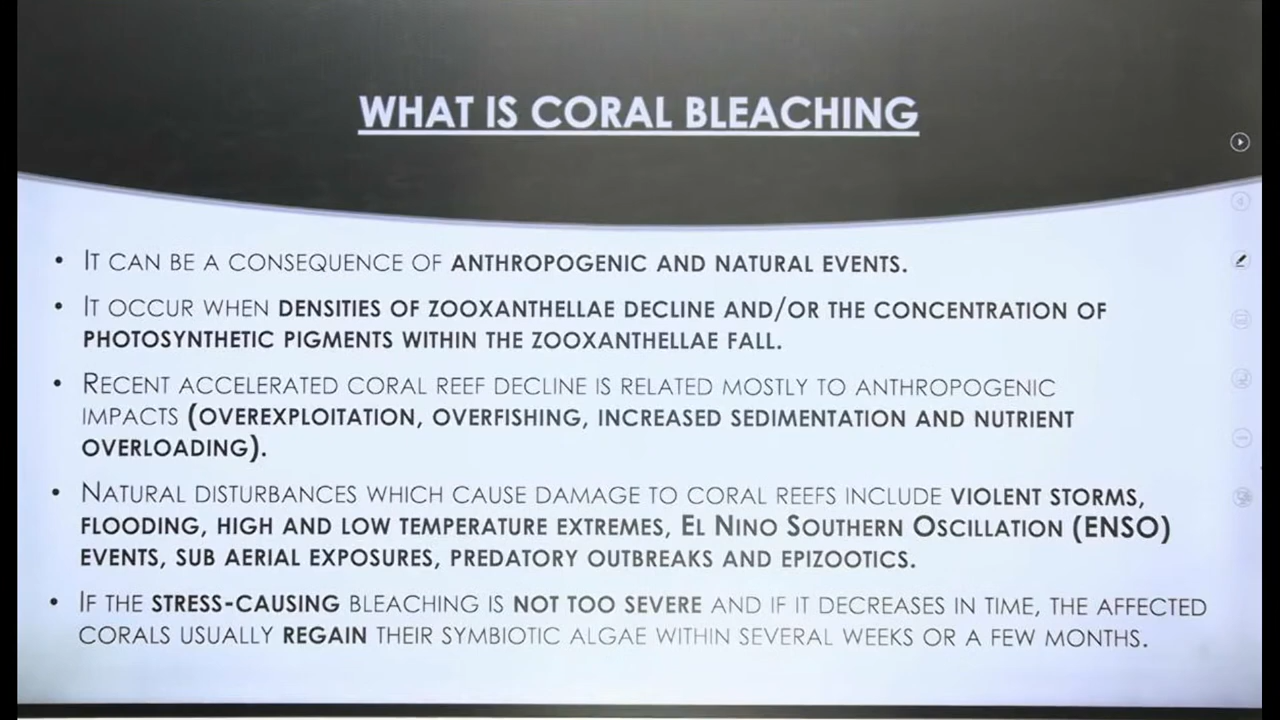 WHAT IS CORAL BLEACHING
• IT CAN BE A CONSEQUENCE OF ANTHROPOGENIC AND NATURAL EVENTS.
• IT OCCUR WHEN DENSITIES OF ZOOXANTHELLAE DECLINE AND/OR THE CONCENTRATION OF
PHOTOSYNTHETIC PIGMENTS WITHIN THE ZOOXANTHELLAE FALL.
• RECENT ACCELERATED CORAL REEF DECLINE IS RELATED MOSTLY TO ANTHROPOGENIC
IMPACTS (OVEREXPLOITATION, OVERFISHING, INCREASED SEDIMENTATION AND NUTRIENT
OVERLOADING).
• NATURAL DISTURBANCES WHICH CAUSE DAMAGE TO CORAL REEFS INCLUDE VIOLENT STORMS,
FLOODING, HIGH AND LOW TEMPERATURE EXTREMES, EL NINO SOUTHERN OSCILLATION (ENSO)
EVENTS, SUB AERIAL EXPOSURES, PREDATORY OUTBREAKS AND EPIZOOTICS.
• IF THE STRESS-CAUSING BLEACHING IS NOT TOO SEVERE AND IF IT DECREASES IN TIME, THE AFFECTED
CORALS USUALLY REGAIN THEIR SYMBIOTIC ALGAE WITHIN SEVERAL WEEKS OR A FEW MONTHS.